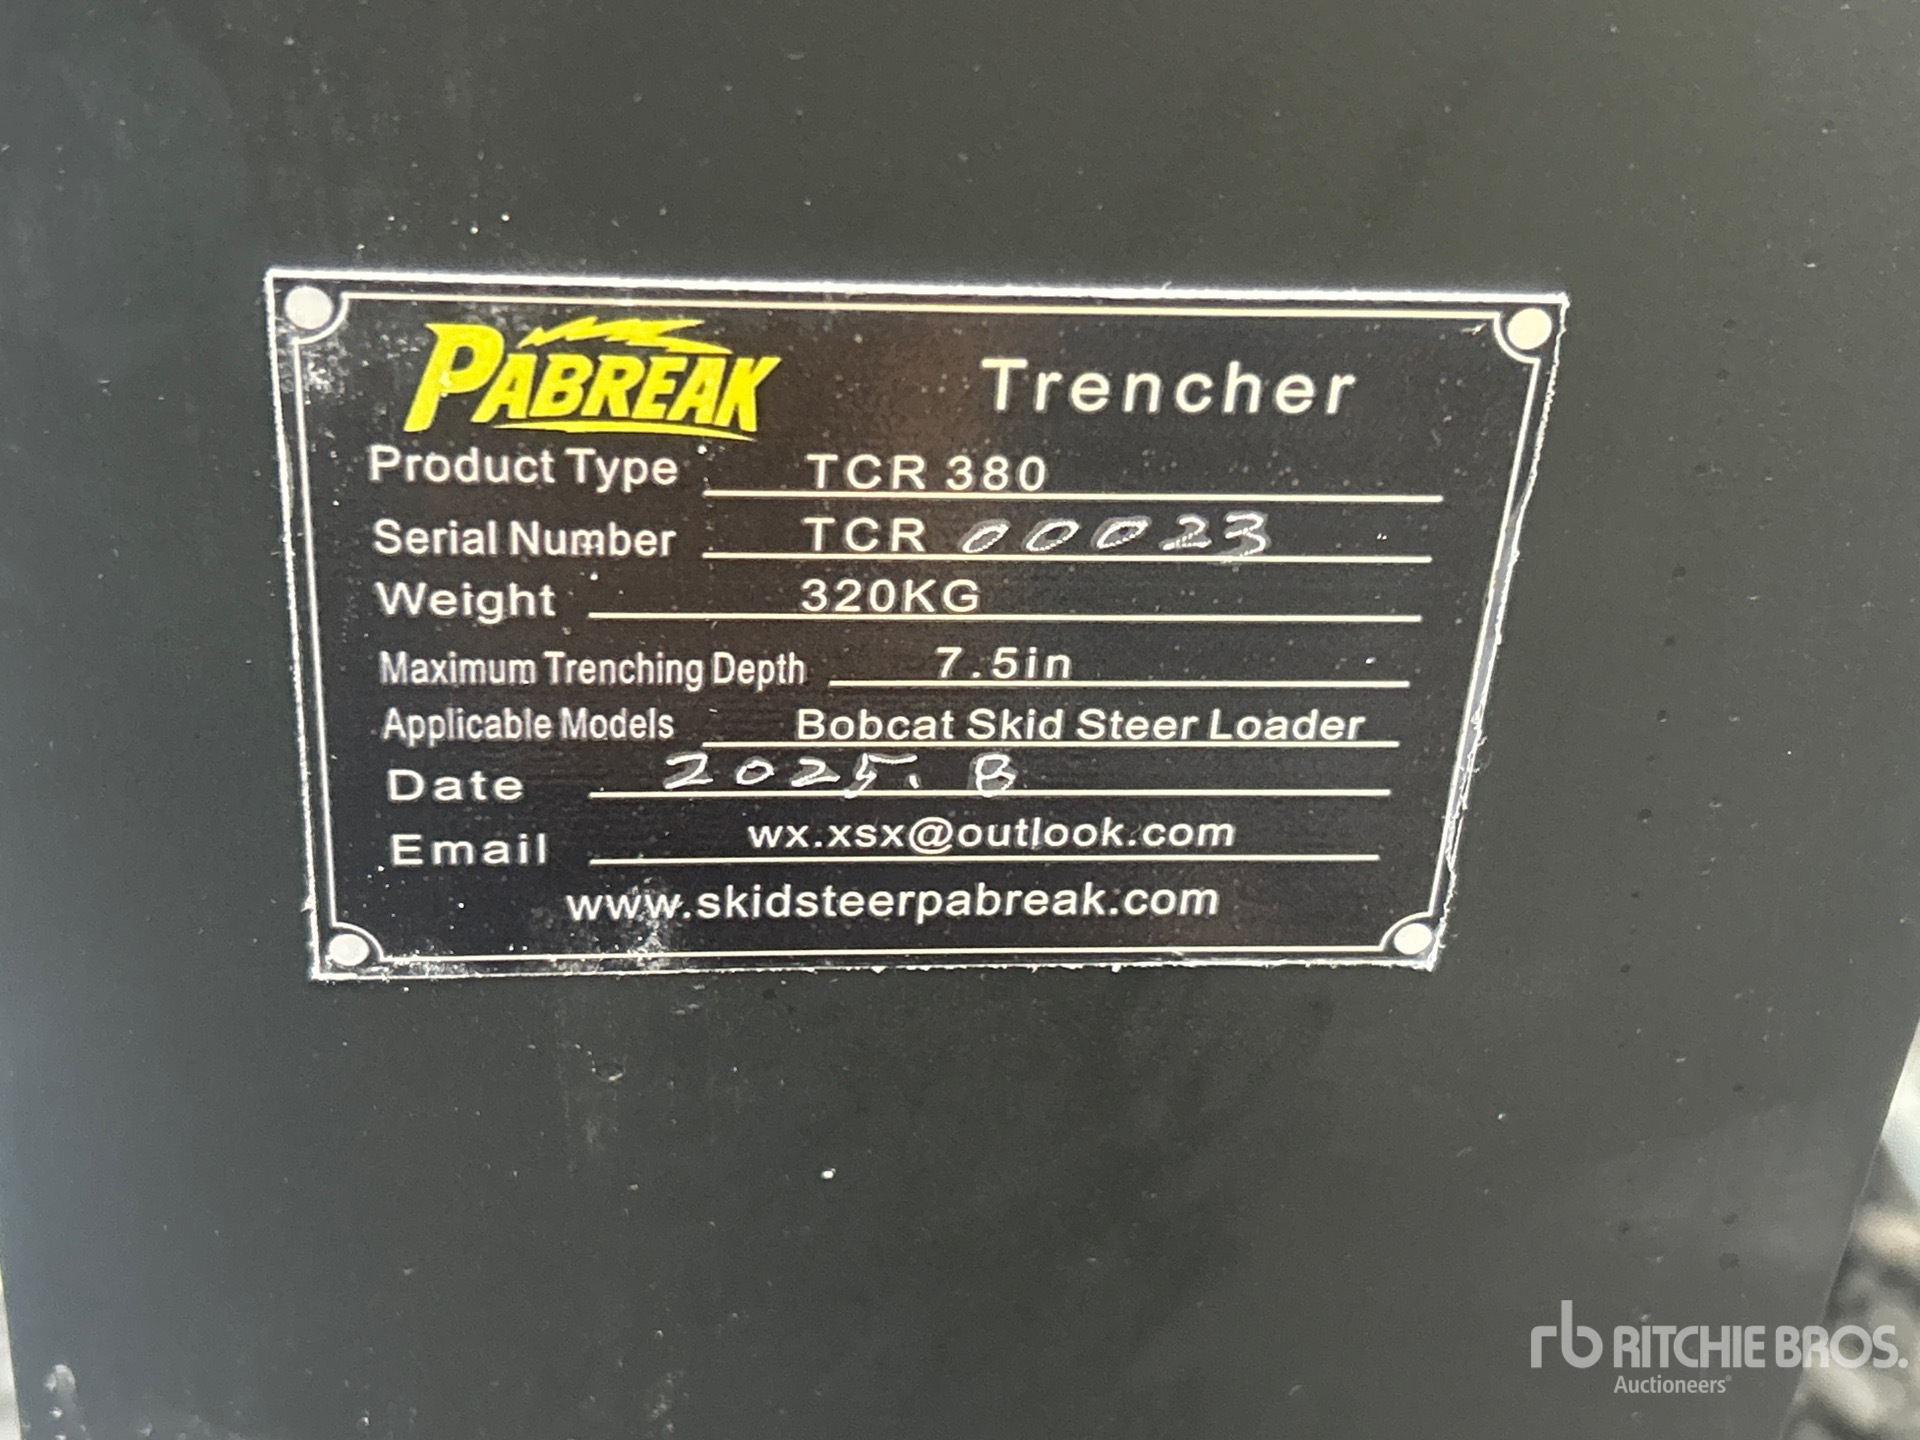 PABREAK Trencher
Product Type TCR 380
Serial Number TCR 00023
Weight 320KG
Maximum Trenching Depth 7.5in
Applicable Models Bobcat Skid Steer Loader
Date 2025. 8
Email wx.xsx@outlook.com
www.skidsteerpabreak.com
rb RITCHIE BROS.
Auctioneers